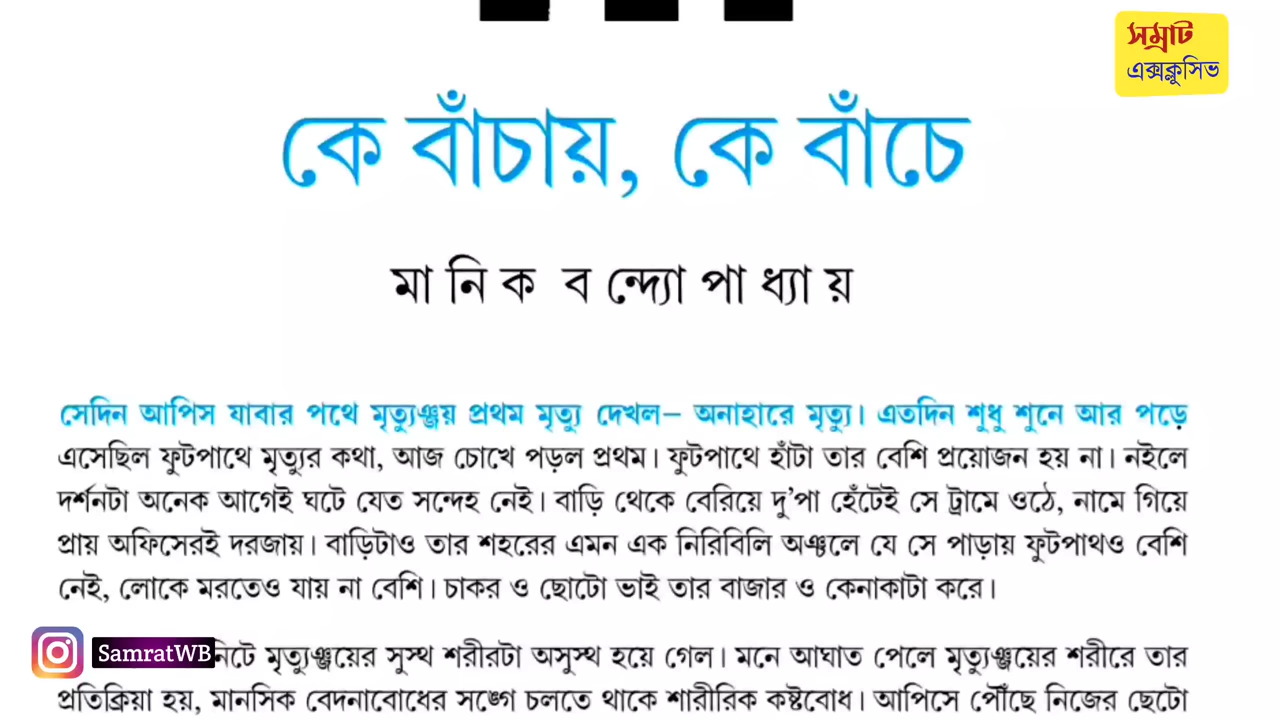 সম্রাট
এক্সক্লুসিভ
কে বাঁচায়, কে বাঁচে
মানিক বন্দ্যোপাধ্যায়
সেদিন আপিস যাবার পথে মৃত্যুঞ্জয় প্রথম মৃত্যু দেখল– অনাহারে মৃত্যু। এতদিন শুধু শুনে আর পড়ে
এসেছিল ফুটপাথে মৃত্যুর কথা, আজ চোখে পড়ল প্রথম। ফুটপাথে হাঁটা তার বেশি প্রয়োজন হয় না। নইলে
দর্শনটা অনেক আগেই ঘটে যেত সন্দেহ নেই। বাড়ি থেকে বেরিয়ে দু’পা হেঁটেই সে ট্রামে ওঠে, নামে গিয়ে
প্রায় অফিসেরই দরজায়। বাড়িটাও তার শহরের এমন এক নিরিবিলি অঞ্চলে যে সে পাড়ায় ফুটপাথও বেশি
নেই, লোকে মরতেও যায় না বেশি। চাকর ও ছোটো ভাই তার বাজার ও কেনাকাটা করে।
SamratWB
নিটে মৃত্যুঞ্জয়ের সুস্থ শরীরটা অসুস্থ হয়ে গেল। মনে আঘাত পেলে মৃত্যুঞ্জয়ের শরীরে তার
প্রতিক্রিয়া হয়, মানসিক বেদনাবোধের সঙ্গে চলতে থাকে শারীরিক কষ্টবোধ। আপিসে পৌঁছে নিজের ছোটো